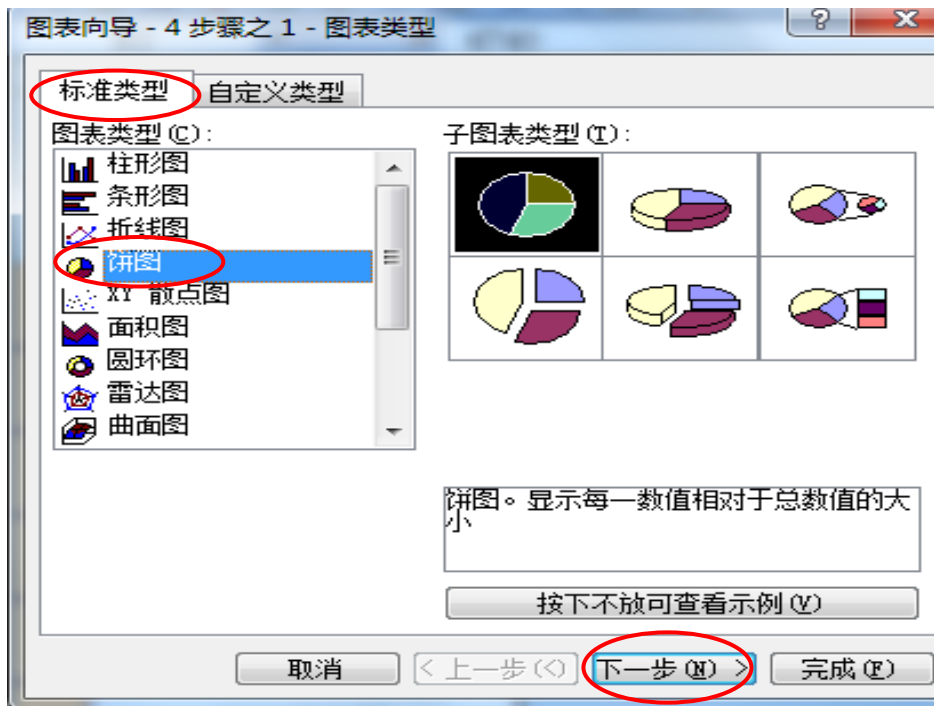 图表向导 - 4 步骤之 1 - 图表类型
标准类型 自定义类型
图表类型(C):
柱形图
条形图
折线图
饼图
XY 散点图
面积图
圆环图
雷达图
曲面图
子图表类型(T):
饼图。显示每一数值相对于总数值的大
小
按下不放可查看示例(V)
取消 < 上一步(<) 下一步(N) > 完成(F)